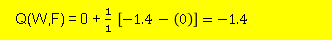 Q(W,F) = 0 + 1/1 [−1.4 − (0)] = −1.4